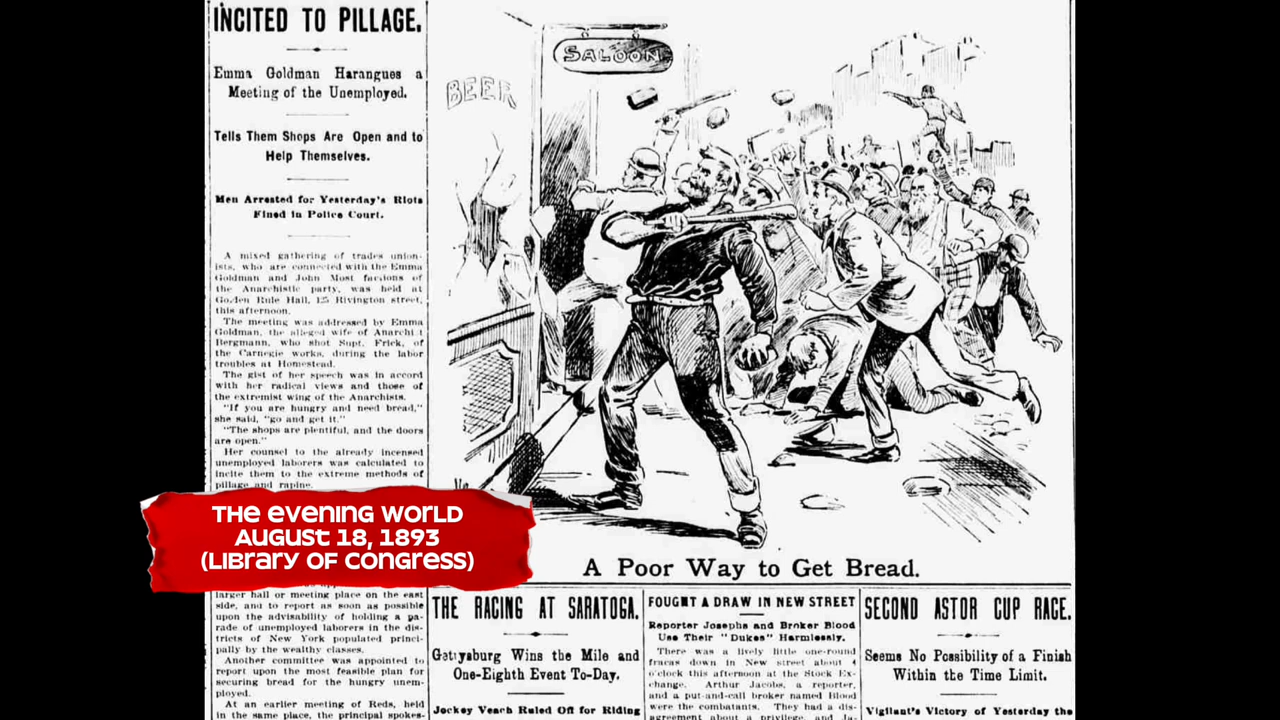 INCITED TO PILLAGE.
Emma Goldman Harangues a
Meeting of the Unemployed.
Tells Them Shops Are Open and to
Help Themselves.
Men Arrested for Yesterday's Riots
Fined in Police Court.
A mixed gathering of trades union-
ists, who are connected with the Emma
Goldman and John Most factions of
the Anarchistic party, was held at
Golden Rule Hall, 125 Rivington street,
this afternoon.
The meeting was addressed by Emma
Goldman, the alleged wife of Anarchist
Bergmann, who shot Supt. Frick, of
the Carnegie works, during the labor
troubles at Homestead.
The gist of her speech was in accord
with her radical views and those of
the extremist wing of the Anarchists.
"If you are hungry and need bread,"
she said, "go and get it."
"The shops are plentiful, and the doors
are open."
Her counsel to the already incensed
unemployed laborers was calculated to
incite them to the extreme methods of
pillage and rapine.
larger hall or meeting place on the east
side, and to report as soon as possible
upon the advisability of holding a pa-
rade of unemployed laborers in the dis-
tricts of New York populated princi-
pally by the wealthy classes.
Another committee was appointed to
report upon the most feasible plan for
securing bread for the hungry unem-
ployed.
At an earlier meeting of Reds, held
in the same place, the principal spokes-
SALOON
BEER
A Poor Way to Get Bread.
THE EVENING WORLD
AUGUST 18, 1893
(LIBRARY OF CONGRESS)
THE RACING AT SARATOGA.
Gettysburg Wins the Mile and
One-Eighth Event To-Day.
Jockey Veach Ruled Off for Riding
FOUGHT A DRAW IN NEW STREET
Reporter Josephs and Broker Blood
Use Their "Dukes" Harmlessly.
There was a lively little one-round
fracas down in New street about 4
o'clock this afternoon at the Stock Ex-
change. Arthur Jacobs, a reporter,
and a put-and-call broker named Blood
were the combatants. They had a dis-
agreement about a privilege, and Ja-
SECOND ASTOR CUP RACE.
Seems No Possibility of a Finish
Within the Time Limit.
Vigilant's Victory of Yesterday the